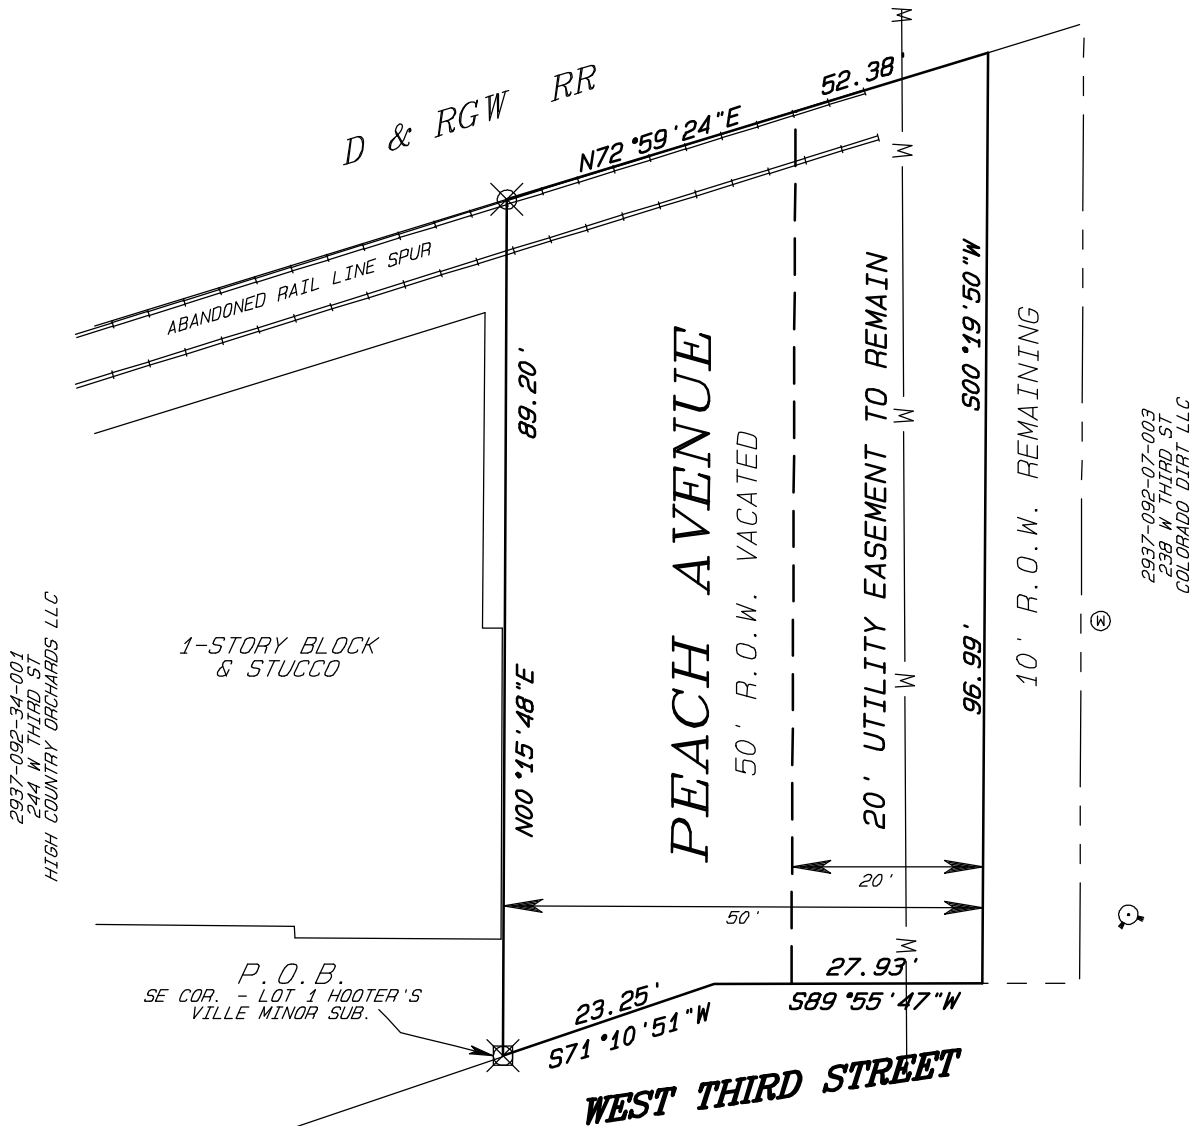 D & RGW RR
52.38'
N72°59'24"E
ABANDONED RAIL LINE SPUR
89.20'
N00°15'48"E
PEACH AVENUE
50' R.O.W. VACATED
20' UTILITY EASEMENT TO REMAIN
S00°19'50"W
96.99'
10' R.O.W. REMAINING
2937-092-07-003
238 W THIRD ST
COLORADO DIRT LLC
2937-092-34-001
244 W THIRD ST
HIGH COUNTRY ORCHARDS LLC
1-STORY BLOCK
& STUCCO
M
M
M
M
M
W
20'
50'
P.O.B.
SE COR. - LOT 1 HOOTER'S
VILLE MINOR SUB.
27.93'
S89°55'47"W
23.25'
S71°10'51"W
WEST THIRD STREET